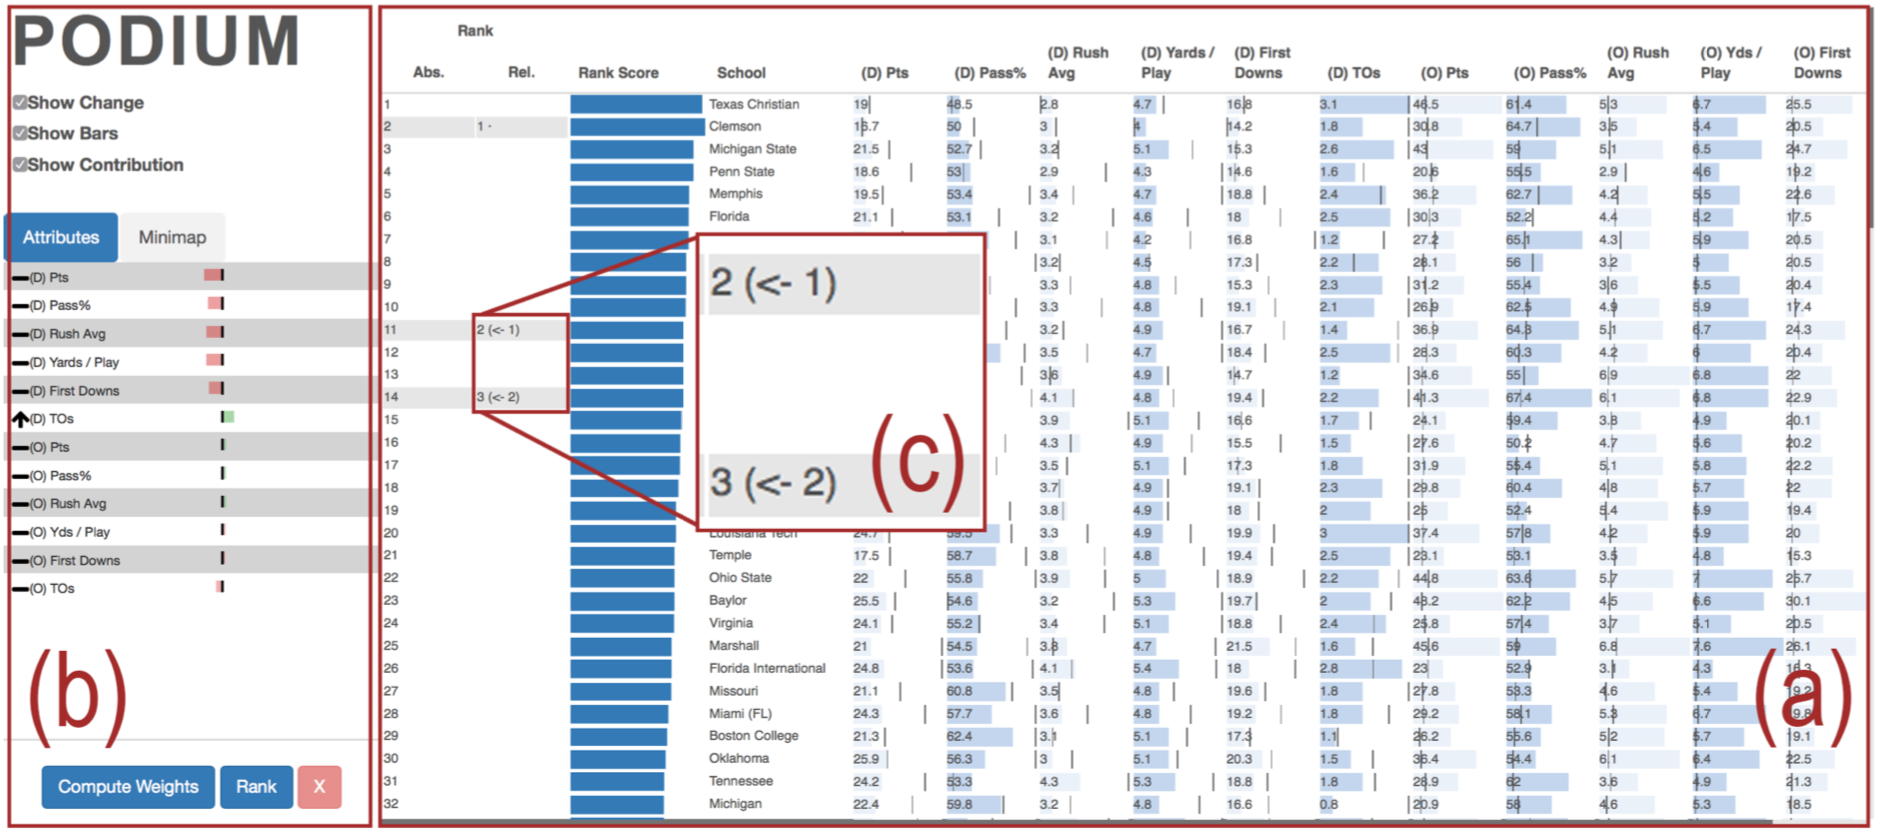 PODIUM
Show Change
Show Bars
Show Contribution
Attributes Minimap
(D) Pts
(D) Pass%
(D) Rush Avg
(D) Yards / Play
(D) First Downs
(D) TOs
(O) Pts
(O) Pass%
(O) Rush Avg
(O) Yds / Play
(O) First Downs
(O) TOs
(b)
Compute Weights Rank X
Rank
Abs. Rel. Rank Score School (D) Pts (D) Pass% (D) Rush Avg (D) Yards / Play (D) First Downs (D) TOs (O) Pts (O) Pass% (O) Rush Avg (O) Yds / Play (O) First Downs
1 Texas Christian 19 48.5 2.8 4.7 16.8 3.1 46.5 61.4 5.3 6.7 25.5
2 1 - Clemson 16.7 50 3 4 14.2 1.8 30.8 64.7 3.5 5.4 20.5
3 Michigan State 21.5 52.7 3.2 5.1 15.3 2.6 43 59 5.1 6.5 24.7
4 Penn State 18.6 53 2.9 4.3 14.6 1.6 20.6 55.5 2.9 4.6 19.2
5 Memphis 19.5 53.4 3.4 4.7 18.8 2.4 36.2 62.7 4.2 5.5 22.6
6 Florida 21.1 53.1 3.2 4.6 18 2.5 30.3 52.2 4.4 5.2 17.5
7 3.1 4.2 16.8 1.2 27.2 65.1 4.3 5.9 20.5
8 3.2 4.5 17.3 2.2 28.1 56 3.2 5 20.5
9 3.3 4.8 15.3 2.3 31.2 55.4 3.6 5.5 20.4
10 3.3 4.8 19.1 2.1 26.9 62.5 4.9 5.9 17.4
11 2 (<- 1) 3.2 4.9 16.7 1.4 36.9 64.3 5.1 6.7 24.3
12 3.5 4.7 18.4 2.5 28.3 60.3 4.2 6 20.4
13 3.6 4.9 14.7 1.2 34.6 55 6.9 6.8 22
14 3 (<- 2) 4.1 4.8 19.4 2.2 41.3 67.4 6.1 6.8 22.9
15 3.9 5.1 16.6 1.7 24.1 59.4 3.8 4.9 20.1
16 4.3 4.9 15.5 1.5 27.6 50.2 4.7 5.6 20.2
17 3.5 5.1 17.3 1.8 31.9 55.4 5.1 5.8 22.2
18 3.7 4.9 19.1 2.3 29.8 60.4 4.8 5.7 22
19 3.8 4.9 18 2 25 52.4 5.4 5.9 19.4
20 Louisiana Tech 24.7 59.5 3.3 4.9 19.9 3 37.4 57.8 4.2 5.9 20
21 Temple 17.5 58.7 3.8 4.8 19.4 2.5 23.1 53.1 3.5 4.8 15.3
22 Ohio State 22 55.8 3.9 5 18.9 2.2 44.8 63.6 5.7 7 25.7
23 Baylor 25.5 54.6 3.2 5.3 19.7 2 48.2 62.2 4.5 6.6 30.1
24 Virginia 24.1 55.2 3.4 5.1 18.8 2.4 25.8 57.4 3.7 5.1 20.5
25 Marshall 21 54.5 3.8 4.7 21.5 1.6 45.6 59 6.8 7.6 26.1
26 Florida International 24.8 53.6 4.1 5.4 18 2.8 23 52.9 3.1 4.3 16.3
27 Missouri 21.1 60.8 3.5 4.8 19.6 1.8 27.8 53.3 4.6 5.4 19.2
28 Miami (FL) 24.3 57.7 3.6 4.8 19.2 1.8 29.2 58.1 5.3 6.7 19.8
29 Boston College 21.3 62.4 3.1 5.1 17.3 1.1 26.2 55.6 5.2 5.7 19.1
30 Oklahoma 25.9 56.3 3 5.1 20.3 1.5 36.4 54.4 6.1 6.4 22.5
31 Tennessee 24.2 53.3 4.3 5.3 18.8 1.8 28.9 62 3.6 4.9 21.3
32 Michigan 22.4 59.8 3.2 4.8 16.6 0.8 20.9 58 4.6 5.3 18.5
2 (<- 1)
3 (<- 2)
(c)
(a)